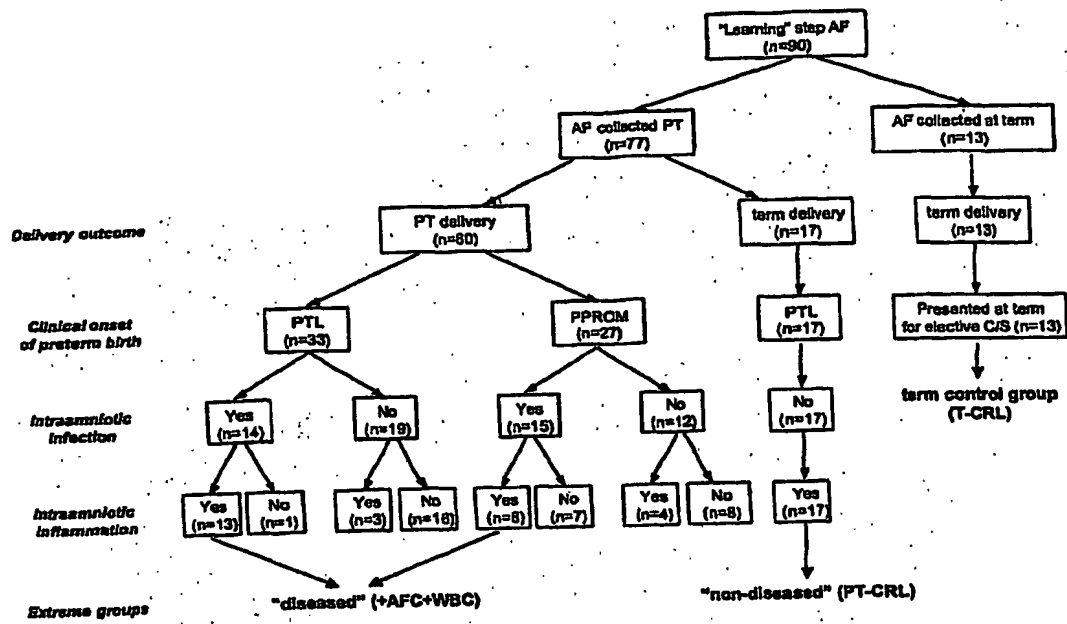 "Learning" step AF
(n=90)
AF collected PT
(n=77)
AF collected at term
(n=13)
Delivery outcome
PT delivery
(n=60)
term delivery
(n=17)
term delivery
(n=13)
Clinical onset
of preterm birth
PTL
(n=33)
PPROM
(n=27)
PTL
(n=17)
Presented at term
for elective C/S (n=13)
term control group
(T-CRL)
Intraamniotic
infection
Yes
(n=14)
No
(n=19)
Yes
(n=15)
No
(n=12)
No
(n=17)
Intraamniotic
inflammation
Yes
(n=13)
No
(n=1)
Yes
(n=3)
No
(n=16)
Yes
(n=8)
No
(n=7)
Yes
(n=4)
No
(n=8)
Yes
(n=17)
Extreme groups
"diseased" (+AFC+WBC)
"non-diseased" (PT-CRL)